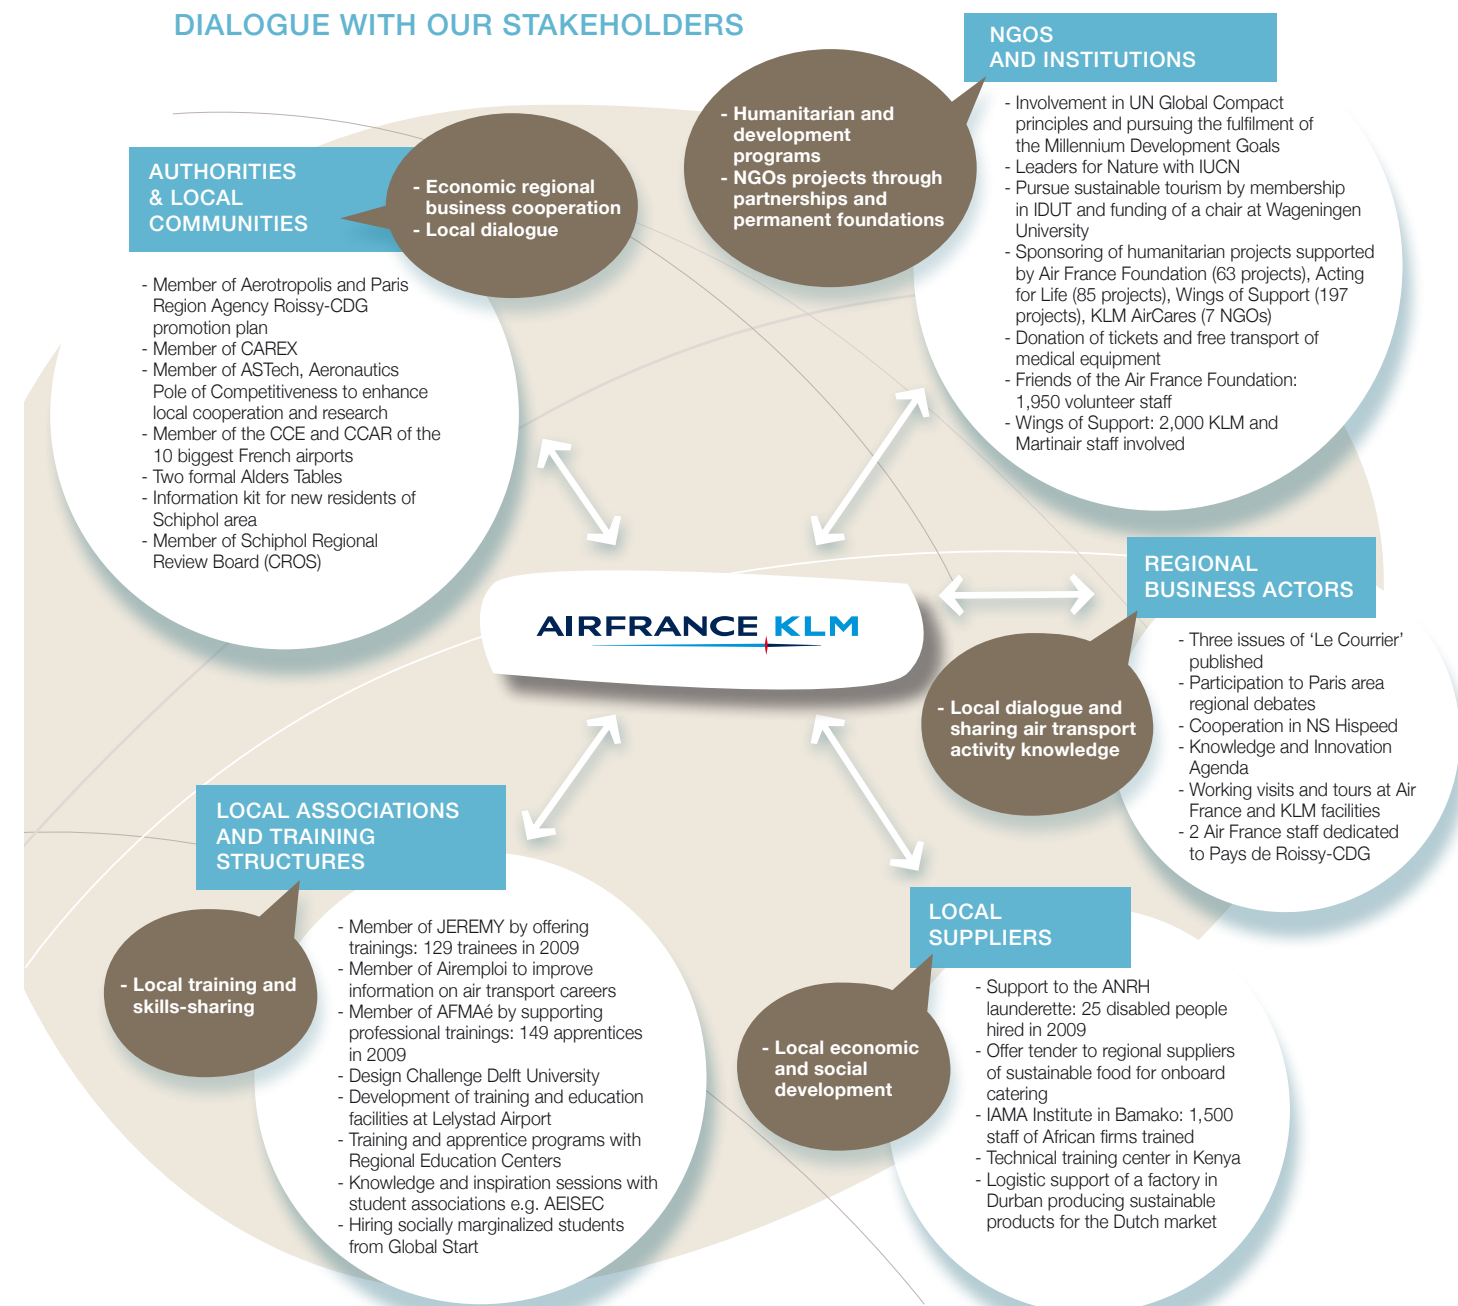 DIALOGUE WITH OUR STAKEHOLDERS
AUTHORITIES
& LOCAL
COMMUNITIES
- Economic regional
business cooperation
- Local dialogue
- Member of Aerotropolis and Paris
Region Agency Roissy-CDG
promotion plan
- Member of CAREX
- Member of ASTech, Aeronautics
Pole of Competitiveness to enhance
local cooperation and research
- Member of the CCE and CCAR of the
10 biggest French airports
- Two formal Alders Tables
- Information kit for new residents of
Schiphol area
- Member of Schiphol Regional
Review Board (CROS)
NGOS
AND INSTITUTIONS
- Humanitarian and
development
programs
- NGOs projects through
partnerships and
permanent foundations
- Involvement in UN Global Compact
principles and pursuing the fulfilment of
the Millennium Development Goals
- Leaders for Nature with IUCN
- Pursue sustainable tourism by membership
in IDUT and funding of a chair at Wageningen
University
- Sponsoring of humanitarian projects supported
by Air France Foundation (63 projects), Acting
for Life (85 projects), Wings of Support (197
projects), KLM AirCares (7 NGOs)
- Donation of tickets and free transport of
medical equipment
- Friends of the Air France Foundation:
1,950 volunteer staff
- Wings of Support: 2,000 KLM and
Martinair staff involved
AIRFRANCE KLM
REGIONAL
BUSINESS ACTORS
- Local dialogue and
sharing air transport
activity knowledge
- Three issues of ‘Le Courrier’
published
- Participation to Paris area
regional debates
- Cooperation in NS Hispeed
- Knowledge and Innovation
Agenda
- Working visits and tours at Air
France and KLM facilities
- 2 Air France staff dedicated
to Pays de Roissy-CDG
LOCAL ASSOCIATIONS
AND TRAINING
STRUCTURES
- Local training and
skills-sharing
- Member of JEREMY by offering
trainings: 129 trainees in 2009
- Member of Airemploi to improve
information on air transport careers
- Member of AFMAé by supporting
professional trainings: 149 apprentices
in 2009
- Design Challenge Delft University
- Development of training and education
facilities at Lelystad Airport
- Training and apprentice programs with
Regional Education Centers
- Knowledge and inspiration sessions with
student associations e.g. AEISEC
- Hiring socially marginalized students
from Global Start
LOCAL
SUPPLIERS
- Local economic
and social
development
- Support to the ANRH
launderette: 25 disabled people
hired in 2009
- Offer tender to regional suppliers
of sustainable food for onboard
catering
- IAMA Institute in Bamako: 1,500
staff of African firms trained
- Technical training center in Kenya
- Logistic support of a factory in
Durban producing sustainable
products for the Dutch market